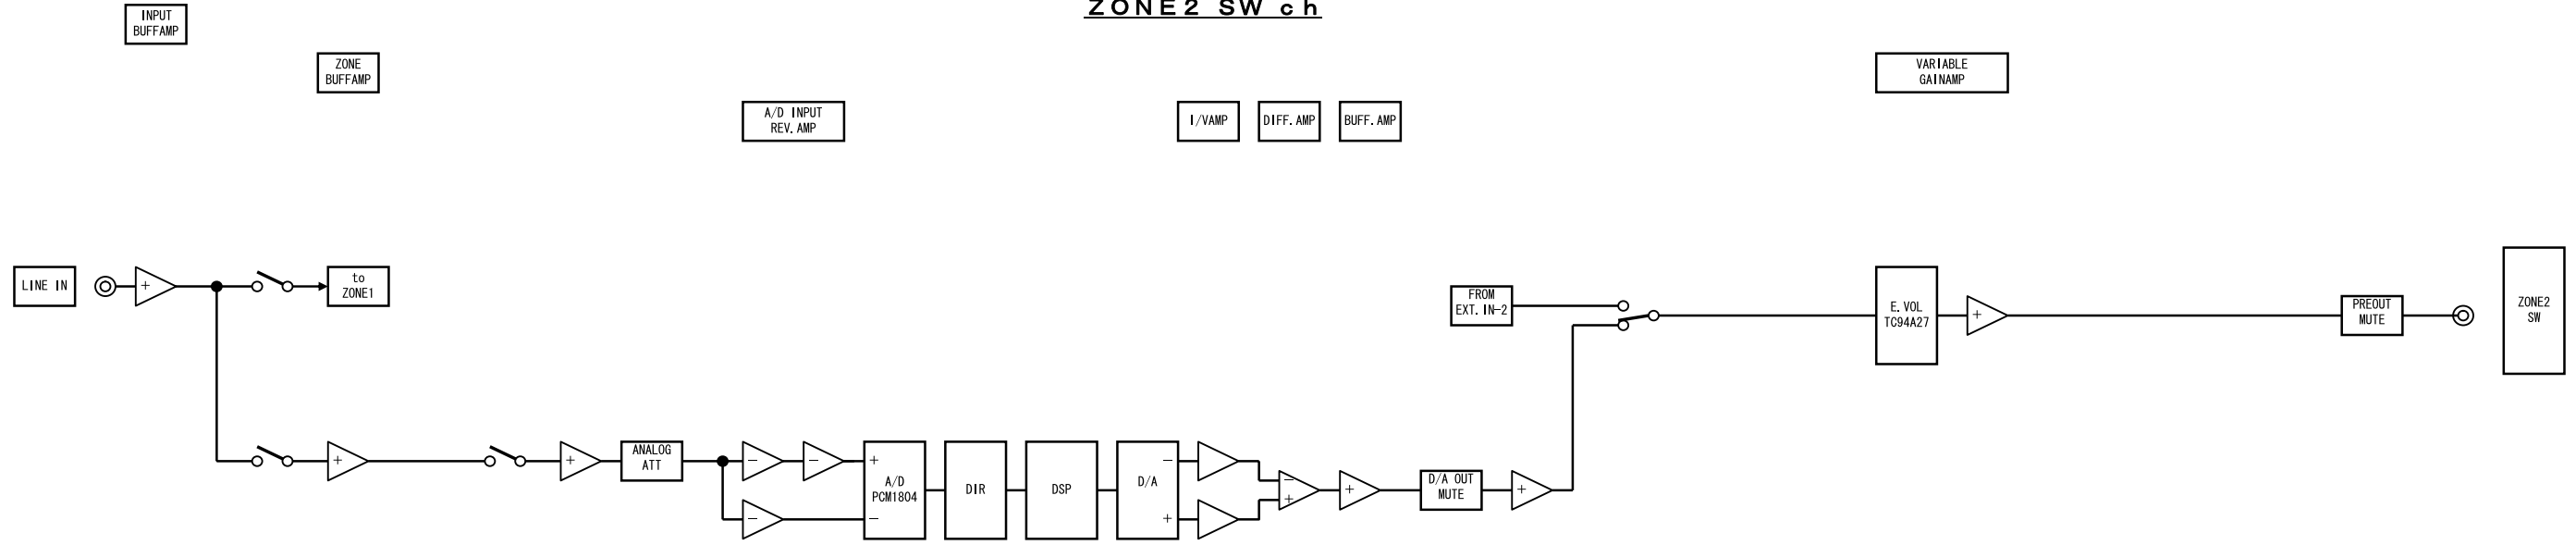 ZONE2 SW ch
INPUT
BUFFAMP
ZONE
BUFFAMP
VARIABLE
GAINAMP
A/D INPUT
REV.AMP
I/VAMP
DIFF.AMP
BUFF.AMP
LINE IN
+
to
ZONE1
FROM
EXT.IN-2
E.VOL
TC94A27
+
PREOUT
MUTE
ZONE2
SW
+
+
ANALOG
ATT
−
−
+
A/D
PCM1804
−
−
DIR
DSP
−
D/A
+
−
+
+
D/A OUT
MUTE
+